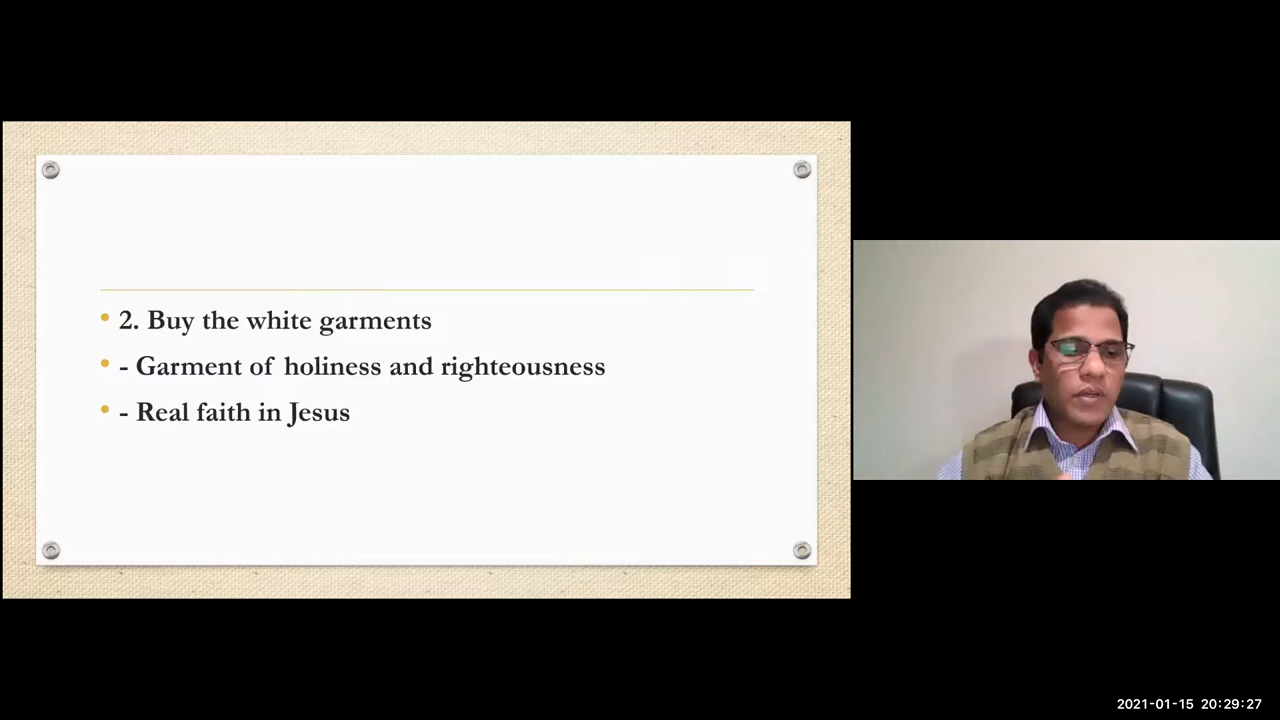 • 2. Buy the white garments
• - Garment of holiness and righteousness
• - Real faith in Jesus
2021-01-15 20:29:27